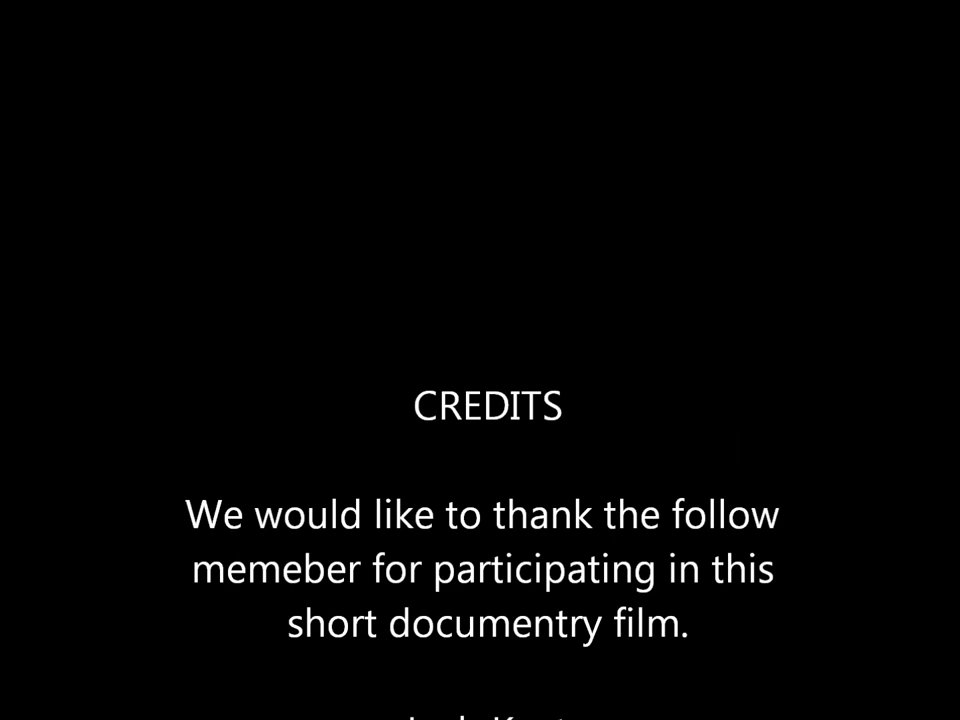 CREDITS
We would like to thank the follow
memeber for participating in this
short documentry film.